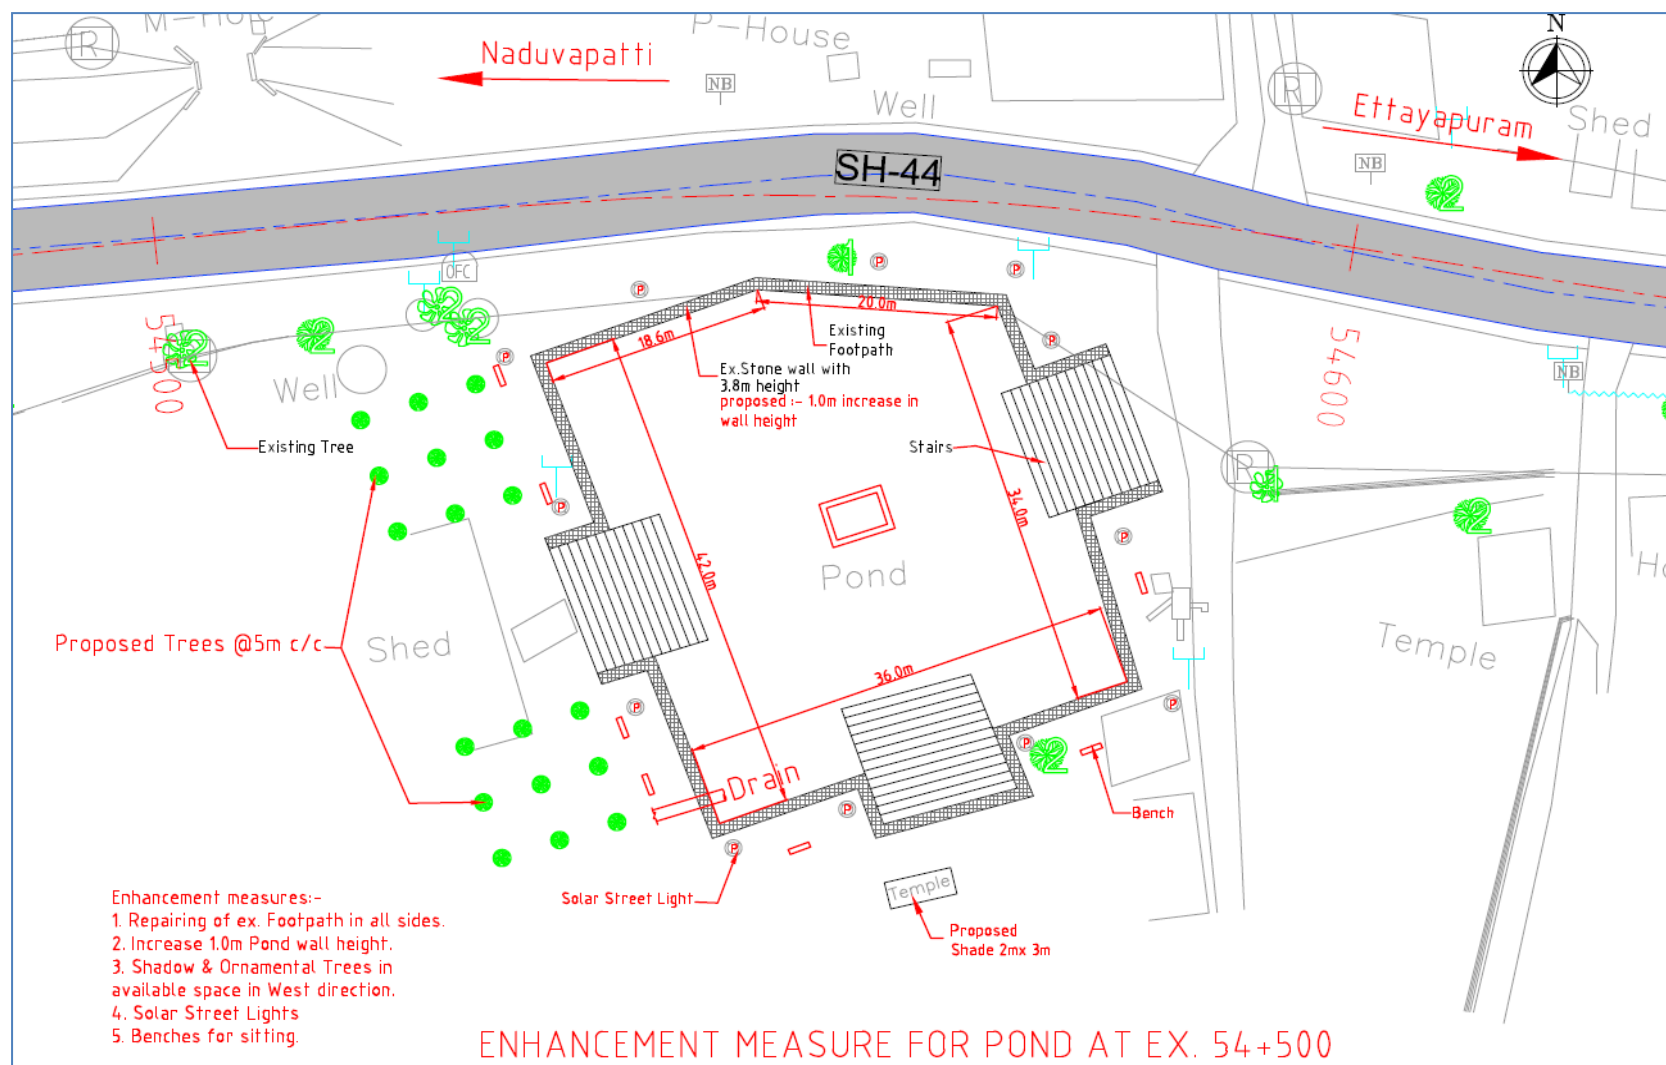 M-Hole
P-House
N
R
Naduvapatti
NB
R
Well
Ettayapuram
Shed
SH-44
NB
OFC
P
P
P
20.0m
18.6m
Existing
Footpath
P
P
54500
54600
NB
Well
Ex.Stone wall with
3.8m height
proposed :- 1.0m increase in
wall height
Existing Tree
Stairs
R
P
34.0m
P
42.0m
Pond
Proposed Trees @5m c/c
Shed
Temple
36.0m
P
P
P
Drain
P
Bench
P
Solar Street Light
Temple
Proposed
Shade 2mx 3m
Enhancement measures:-
1. Repairing of ex. Footpath in all sides.
2. Increase 1.0m Pond wall height.
3. Shadow & Ornamental Trees in
available space in West direction.
4. Solar Street Lights
5. Benches for sitting.
ENHANCEMENT MEASURE FOR POND AT EX. 54+500